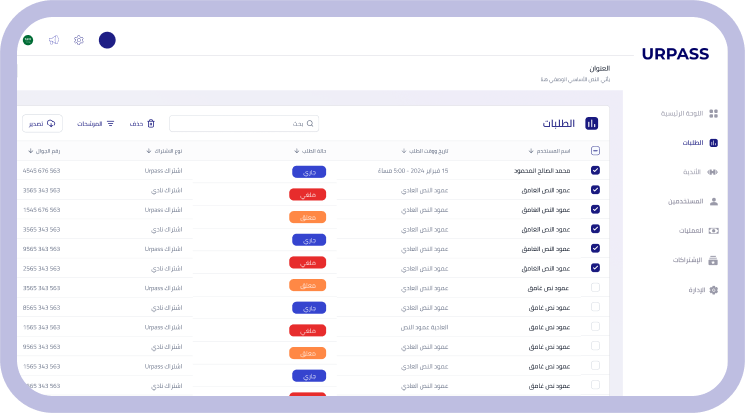 URPASS
العنوان
يأتي النص الأساسي الوصفي هنا.
اللوحة الرئيسية
الطلبات
الأندية
المستخدمين
العمليات
الإشتراكات
الإدارة
الطلبات
بحث
حذف
المرشحات
تصدير
اسم المستخدم تاريخ ووقت الطلب حالة الطلب نوع الاشتراك رقم الجوال
محمد الصالح المحمود 15 فبراير 2024 - 5:00 مساءً جاري اشتراك Urpass 4545 676 563
عمود النص الغامق عمود النص العادي ملغي اشتراك نادي 3565 343 563
عمود النص الغامق عمود النص العادي معلق اشتراك Urpass 1545 676 563
عمود النص الغامق عمود النص العادي جاري اشتراك نادي 3565 343 563
عمود النص الغامق عمود النص العادي ملغي اشتراك Urpass 9565 343 563
عمود النص الغامق عمود النص العادي معلق اشتراك نادي 2565 343 563
عمود نص غامق عمود النص العادي جاري اشتراك Urpass 3565 343 563
عمود نص غامق عمود النص العادي ملغي اشتراك نادي 8565 343 563
عمود نص غامق العادية عمود النص معلق اشتراك Urpass 1565 343 563
عمود نص غامق عمود النص العادي جاري اشتراك نادي 9565 343 563
عمود نص غامق عمود النص العادي اشتراك Urpass 1565 343 563
عمود نص غامق عمود النص العادي ملغي اشتراك نادي 565 343 563